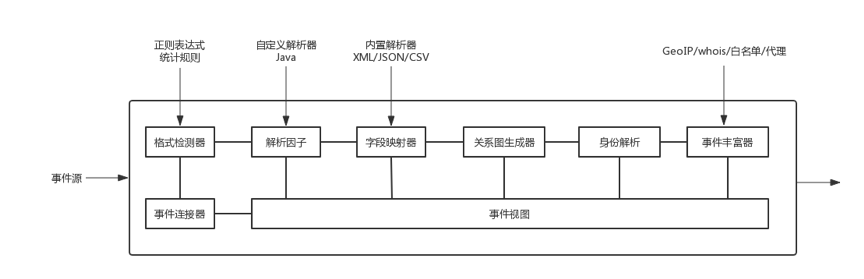 正则表达式
统计规则
自定义解析器
Java
内置解析器
XML/JSON/CSV
GeoIP/whois/白名单/代理
格式检测器
解析因子
字段映射器
关系图生成器
身份解析
事件丰富器
事件源
事件连接器
事件视图